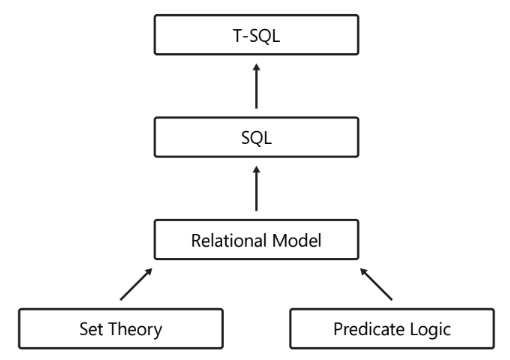 T-SQL
SQL
Relational Model
Set Theory
Predicate Logic